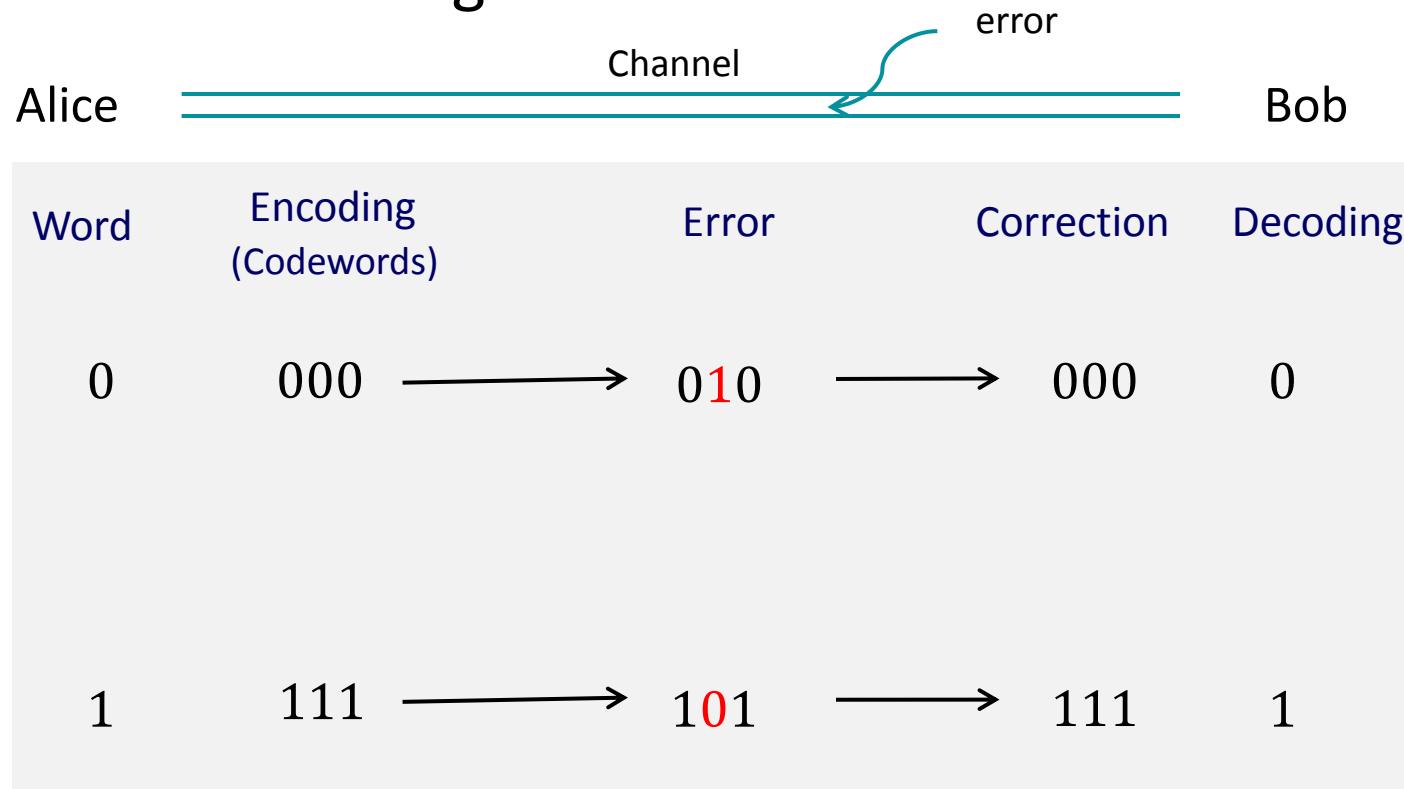 error
Channel
Alice Bob
Word Encoding (Codewords) Error Correction Decoding
0 000 010 000 0
1 111 101 111 1